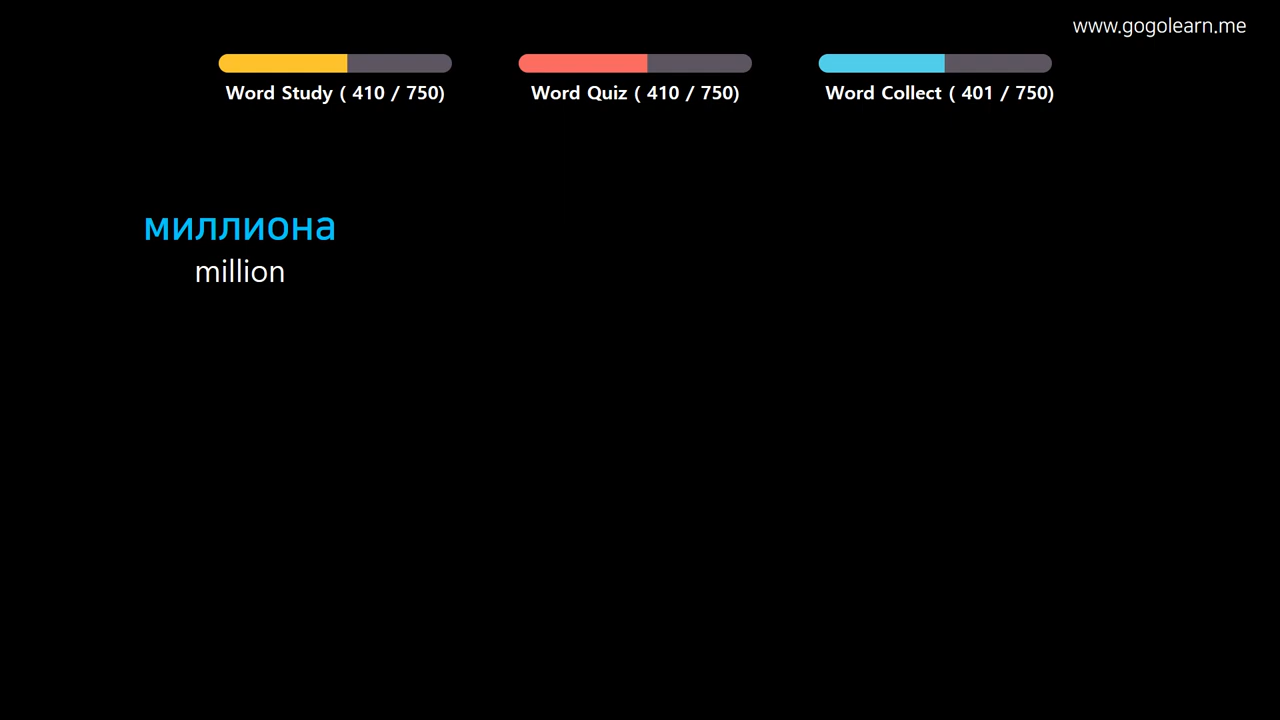 www.gogolearn.me
Word Study ( 410 / 750)
Word Quiz ( 410 / 750)
Word Collect ( 401 / 750)
миллиона
million